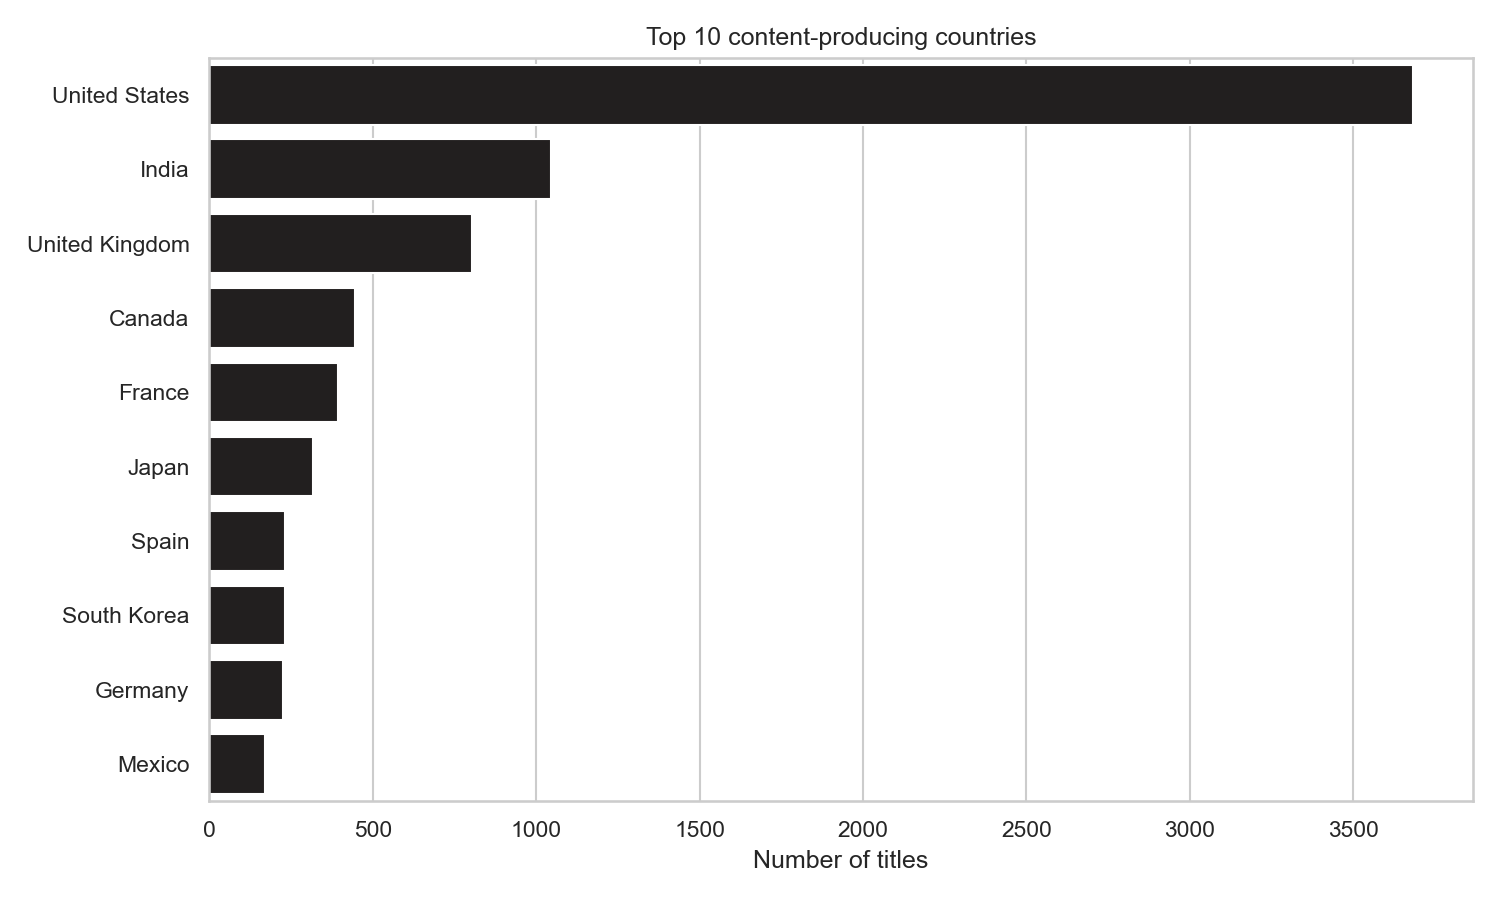 Top 10 content-producing countries
United States
India
United Kingdom
Canada
France
Japan
Spain
South Korea
Germany
Mexico
0 500 1000 1500 2000 2500 3000 3500
Number of titles